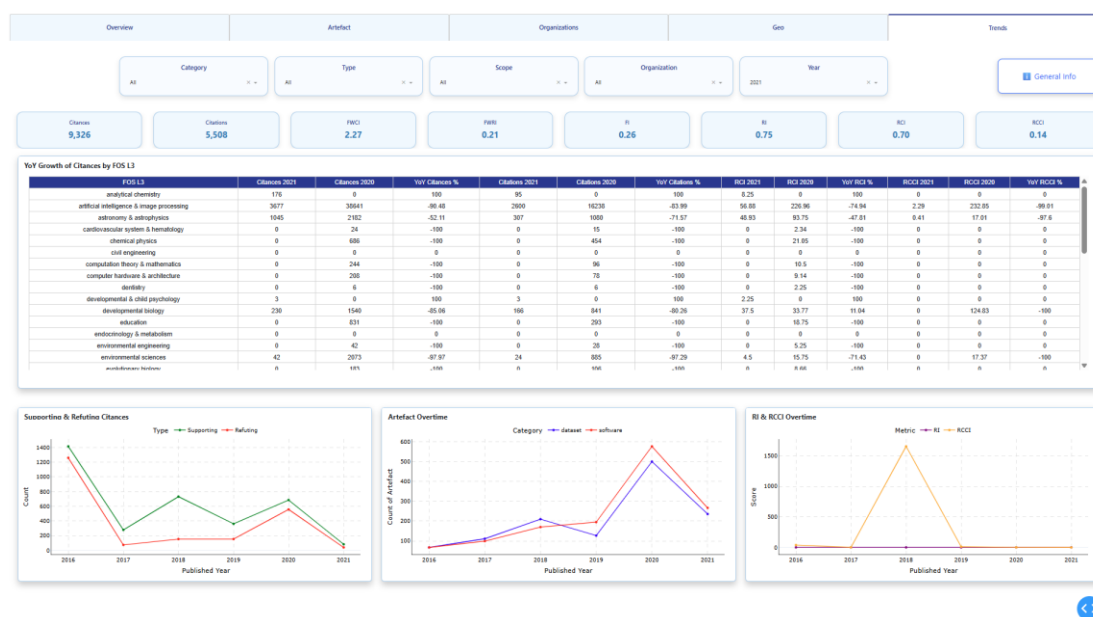 Overview Artefact Organizations Geo Trends
Category Type Scope Organization Year
All All All All 2021
General Info
Citances Citations FWCI FWRI FI RI RCI RCCI
9,326 5,508 2.27 0.21 0.26 0.75 0.70 0.14
YoY Growth of Citances by FOS L3
FOS L3 Citances 2021 Citances 2020 YoY Citances % Citations 2021 Citations 2020 YoY Citations % RCI 2021 RCI 2020 YoY RCI % RCCI 2021 RCCI 2020 YoY RCCI %
analytical chemistry 176 0 100 95 0 100 8.25 0 100 0 0 0
artificial intelligence & image processing 3677 38641 -90.48 2600 16238 -83.99 56.88 226.96 -74.94 2.29 232.85 -99.01
astronomy & astrophysics 1045 2182 -52.11 307 1080 -71.57 48.93 93.75 -47.81 0.41 17.01 -97.6
cardiovascular system & hematology 0 24 -100 0 15 -100 0 2.34 -100 0 0 0
chemical physics 0 686 -100 0 454 -100 0 21.85 -100 0 0 0
civil engineering 0 0 0 0 0 0 0 0 0 0 0 0
computation theory & mathematics 0 244 -100 0 96 -100 0 10.5 -100 0 0 0
computer hardware & architecture 0 208 -100 0 78 -100 0 9.14 -100 0 0 0
dentistry 0 6 -100 0 6 -100 0 2.25 -100 0 0 0
developmental & child psychology 3 0 100 3 0 100 2.25 0 100 0 0 0
developmental biology 230 1540 -85.06 166 841 -80.26 37.5 33.77 11.04 0 124.83 -100
education 0 831 -100 0 293 -100 0 18.75 -100 0 0 0
endocrinology & metabolism 0 0 0 0 0 0 0 0 0 0 0 0
environmental engineering 0 42 -100 0 28 -100 0 5.25 -100 0 0 0
environmental sciences 42 2073 -97.97 24 885 -97.29 4.5 15.75 -71.43 0 17.37 -100
evolutionary biology 0 183 -100 0 106 -100 0 8.66 -100 0 0 0
Supporting & Refuting Citances
Type Supporting Refuting
1400
1200
1000
800
600
400
200
0
Count
2016 2017 2018 2019 2020 2021
Published Year
Artefact Overtime
Category dataset software
600
500
400
300
200
100
Count of Artefact
2016 2017 2018 2019 2020 2021
Published Year
RI & RCCI Overtime
Metric RI RCCI
1500
1000
500
0
Score
2016 2017 2018 2019 2020 2021
Published Year